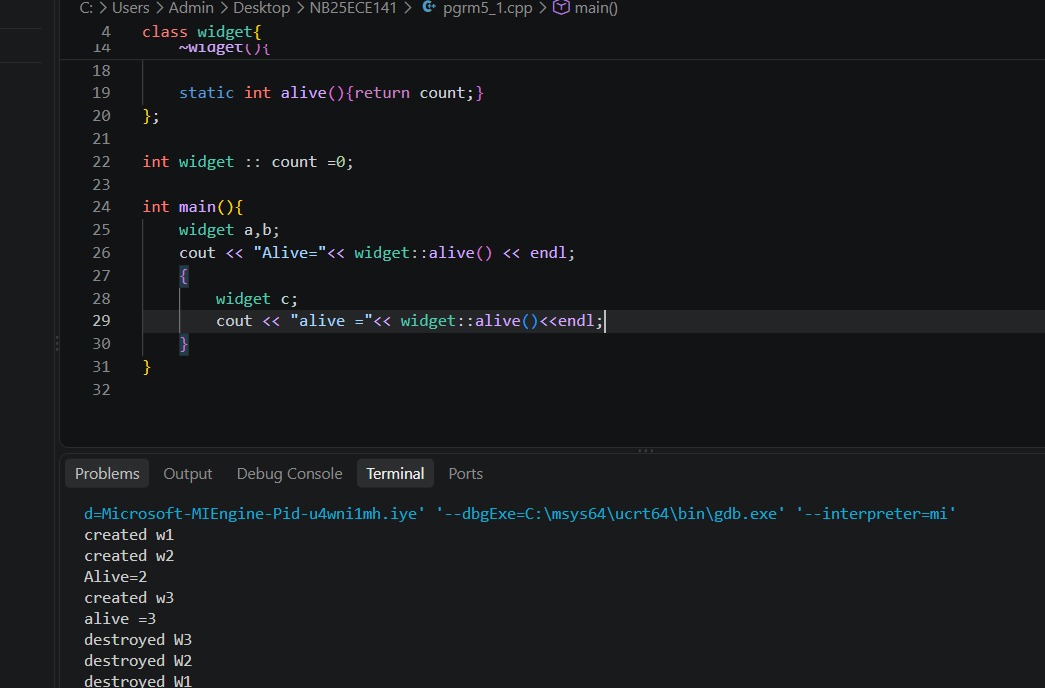 C: > Users > Admin > Desktop > NB25ECE141 > pgrm5_1.cpp > main()
4 class widget{
14 ~widget(){
18
19 static int alive(){return count;}
20 };
21
22 int widget :: count =0;
23
24 int main(){
25 widget a,b;
26 cout << "Alive="<< widget::alive() << endl;
27 {
28 widget c;
29 cout << "alive ="<< widget::alive()<<endl;
30 }
31 }
32
Problems Output Debug Console Terminal Ports
d=Microsoft-MIEngine-Pid-u4wni1mh.iye' '--dbgExe=C:\msys64\ucrt64\bin\gdb.exe' '--interpreter=mi'
created w1
created w2
Alive=2
created w3
alive =3
destroyed W3
destroyed W2
destroyed W1